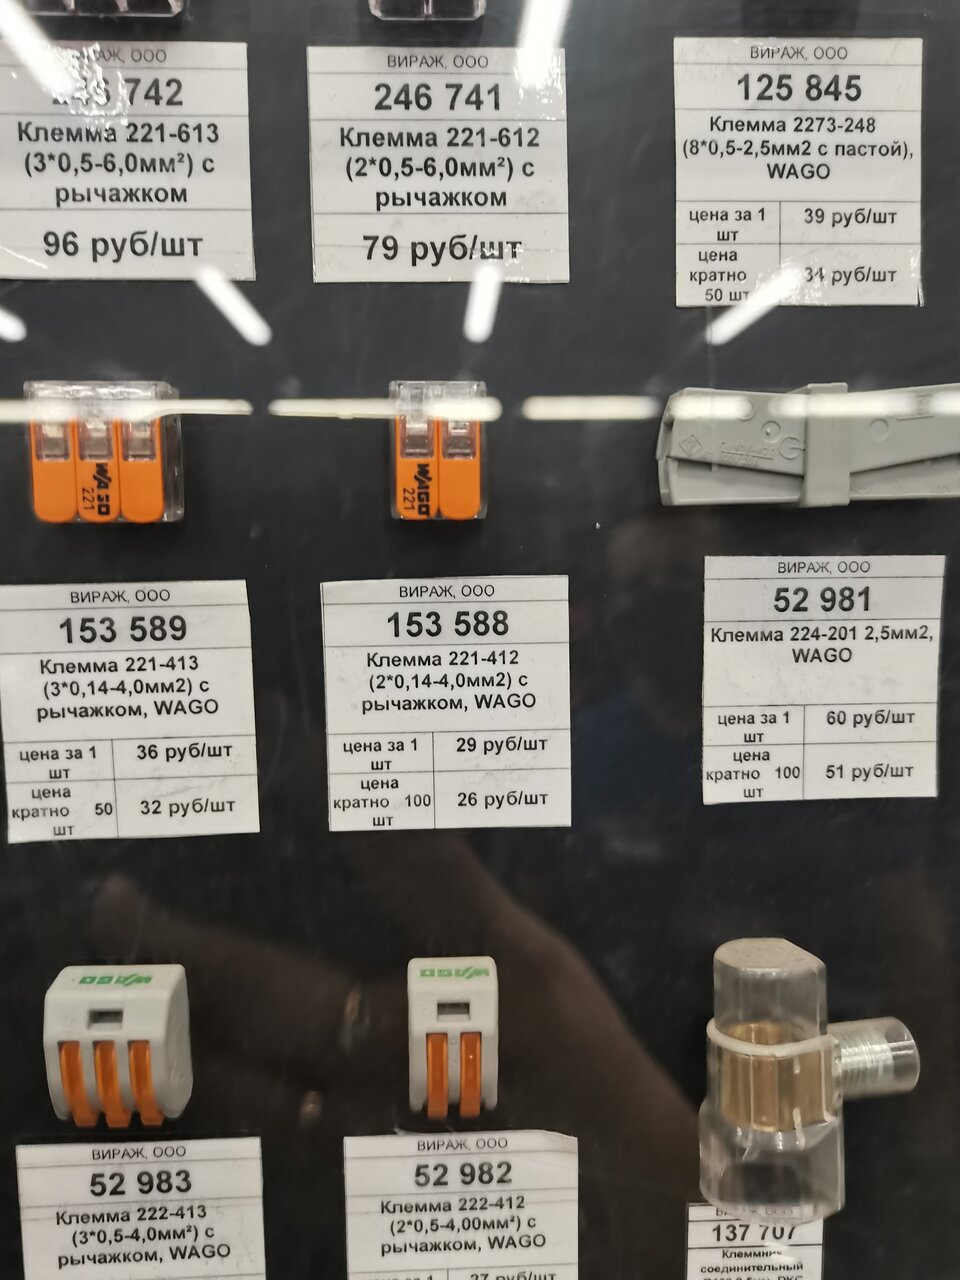 ООО
742
Клемма 221-613
(3*0,5-6,0мм²) с
рычажком
96 руб/шт
ВИРАЖ, ООО
246 741
Клемма 221-612
(2*0,5-6,0мм²) с
рычажком
79 руб/шт
ВИРАЖ, ООО
125 845
Клемма 2273-248
(8*0,5-2,5мм2 с пастой),
WAGO
цена за 1 шт 39 руб/шт
цена кратно 50 шт 34 руб/шт
WAGO
221
WAGO
221
ВИРАЖ, ООО
153 589
Клемма 221-413
(3*0,14-4,0мм2) с
рычажком, WAGO
цена за 1 шт 36 руб/шт
цена кратно 50 шт 32 руб/шт
ВИРАЖ, ООО
153 588
Клемма 221-412
(2*0,14-4,0мм2) с
рычажком, WAGO
цена за 1 шт 29 руб/шт
цена кратно 100 шт 26 руб/шт
ВИРАЖ, ООО
52 981
Клемма 224-201 2,5мм2,
WAGO
цена за 1 шт 60 руб/шт
цена кратно 100 шт 51 руб/шт
WAGO
WAGO
ВИРАЖ, ООО
52 983
Клемма 222-413
(3*0,5-4,0мм²) с
рычажком, WAGO
ВИРАЖ, ООО
52 982
Клемма 222-412
(2*0,5-4,00мм²) с
рычажком, WAGO
цена за 1 27 руб/шт
ООО
137 707
соединительный